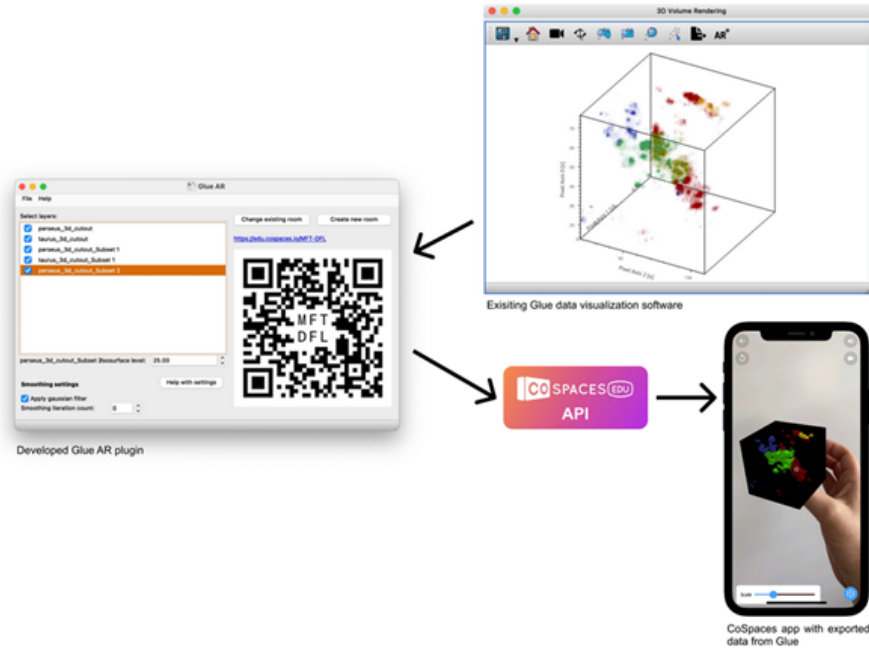 3D Volume Rendering
AR+
Pixel Axis 0 [z]
Pixel Axis 2 [x]
Exisiting Glue data visualization software
Glue AR
File Help
Select layers:
perseus_3d_cutout
taurus_3d_cutout
perseus_3d_cutout_Subset 1
taurus_3d_cutout_Subset 1
perseus_3d_cutout_Subset 2
Change existing room Create new room
https://edu.cospaces.io/MFT-DFL
MFT
DFL
perseus_3d_cutout_Subset 2 Isosurface level: 25.00
Smoothing settings
Help with settings
Apply gaussian filter
Smoothing iteration count: 0
Developed Glue AR plugin
COSPACES EDU
API
Scale
CoSpaces app with exported
data from Glue